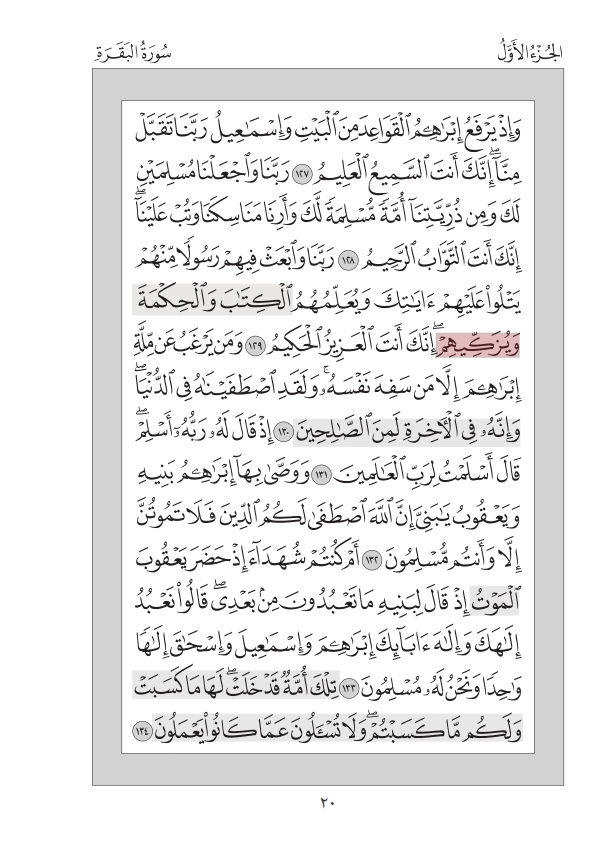 الجُزْءُ الأَوَّلُ
سُورَةُ البَقَرَةِ
وَإِذْ يَرْفَعُ إِبْرَٰهِـۧمُ ٱلْقَوَاعِدَ مِنَ ٱلْبَيْتِ وَإِسْمَـٰعِيلُ رَبَّنَا تَقَبَّلْ
مِنَّآ ۖ إِنَّكَ أَنتَ ٱلسَّمِيعُ ٱلْعَلِيمُ ١٢٧ رَبَّنَا وَٱجْعَلْنَا مُسْلِمَيْنِ
لَكَ وَمِن ذُرِّيَّتِنَآ أُمَّةً مُّسْلِمَةً لَّكَ وَأَرِنَا مَنَاسِكَنَا وَتُبْ عَلَيْنَآ ۖ
إِنَّكَ أَنتَ ٱلتَّوَّابُ ٱلرَّحِيمُ ١٢٨ رَبَّنَا وَٱبْعَثْ فِيهِمْ رَسُولًا مِّنْهُمْ
يَتْلُوا۟ عَلَيْهِمْ ءَايَـٰتِكَ وَيُعَلِّمُهُمُ ٱلْكِتَـٰبَ وَٱلْحِكْمَةَ
وَيُزَكِّيهِمْ ۖ إِنَّكَ أَنتَ ٱلْعَزِيزُ ٱلْحَكِيمُ ١٢٩ وَمَن يَرْغَبُ عَن مِّلَّةِ
إِبْرَٰهِـۧمَ إِلَّا مَن سَفِهَ نَفْسَهُۥ ۚ وَلَقَدِ ٱصْطَفَيْنَـٰهُ فِى ٱلدُّنْيَا ۖ
وَإِنَّهُۥ فِى ٱلْـَٔاخِرَةِ لَمِنَ ٱلصَّـٰلِحِينَ ١٣٠ إِذْ قَالَ لَهُۥ رَبُّهُۥٓ أَسْلِمْ ۖ
قَالَ أَسْلَمْتُ لِرَبِّ ٱلْعَـٰلَمِينَ ١٣١ وَوَصَّىٰ بِهَآ إِبْرَٰهِـۧمُ بَنِيهِ
وَيَعْقُوبُ يَـٰبَنِىَّ إِنَّ ٱللَّهَ ٱصْطَفَىٰ لَكُمُ ٱلدِّينَ فَلَا تَمُوتُنَّ
إِلَّا وَأَنتُم مُّسْلِمُونَ ١٣٢ أَمْ كُنتُمْ شُهَدَآءَ إِذْ حَضَرَ يَعْقُوبَ
ٱلْمَوْتُ إِذْ قَالَ لِبَنِيهِ مَا تَعْبُدُونَ مِنۢ بَعْدِى ۖ قَالُوا۟ نَعْبُدُ
إِلَـٰهَكَ وَإِلَـٰهَ ءَابَآئِكَ إِبْرَٰهِـۧمَ وَإِسْمَـٰعِيلَ وَإِسْحَـٰقَ إِلَـٰهًا
وَٰحِدًا وَنَحْنُ لَهُۥ مُسْلِمُونَ ١٣٣ تِلْكَ أُمَّةٌ قَدْ خَلَتْ ۖ لَهَا مَا كَسَبَتْ
وَلَكُم مَّا كَسَبْتُمْ ۖ وَلَا تُسْـَٔلُونَ عَمَّا كَانُوا۟ يَعْمَلُونَ ١٣٤
٢٠